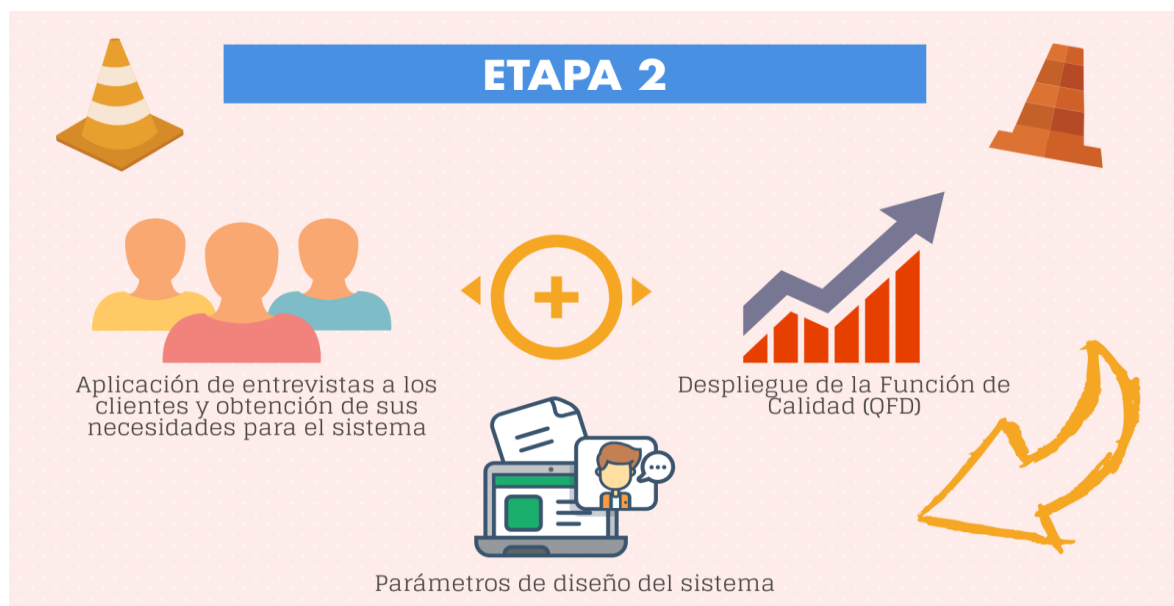 ETAPA 2
Aplicación de entrevistas a los
clientes y obtención de sus
necesidades para el sistema
Despliegue de la Función de
Calidad (QFD)
Parámetros de diseño del sistema